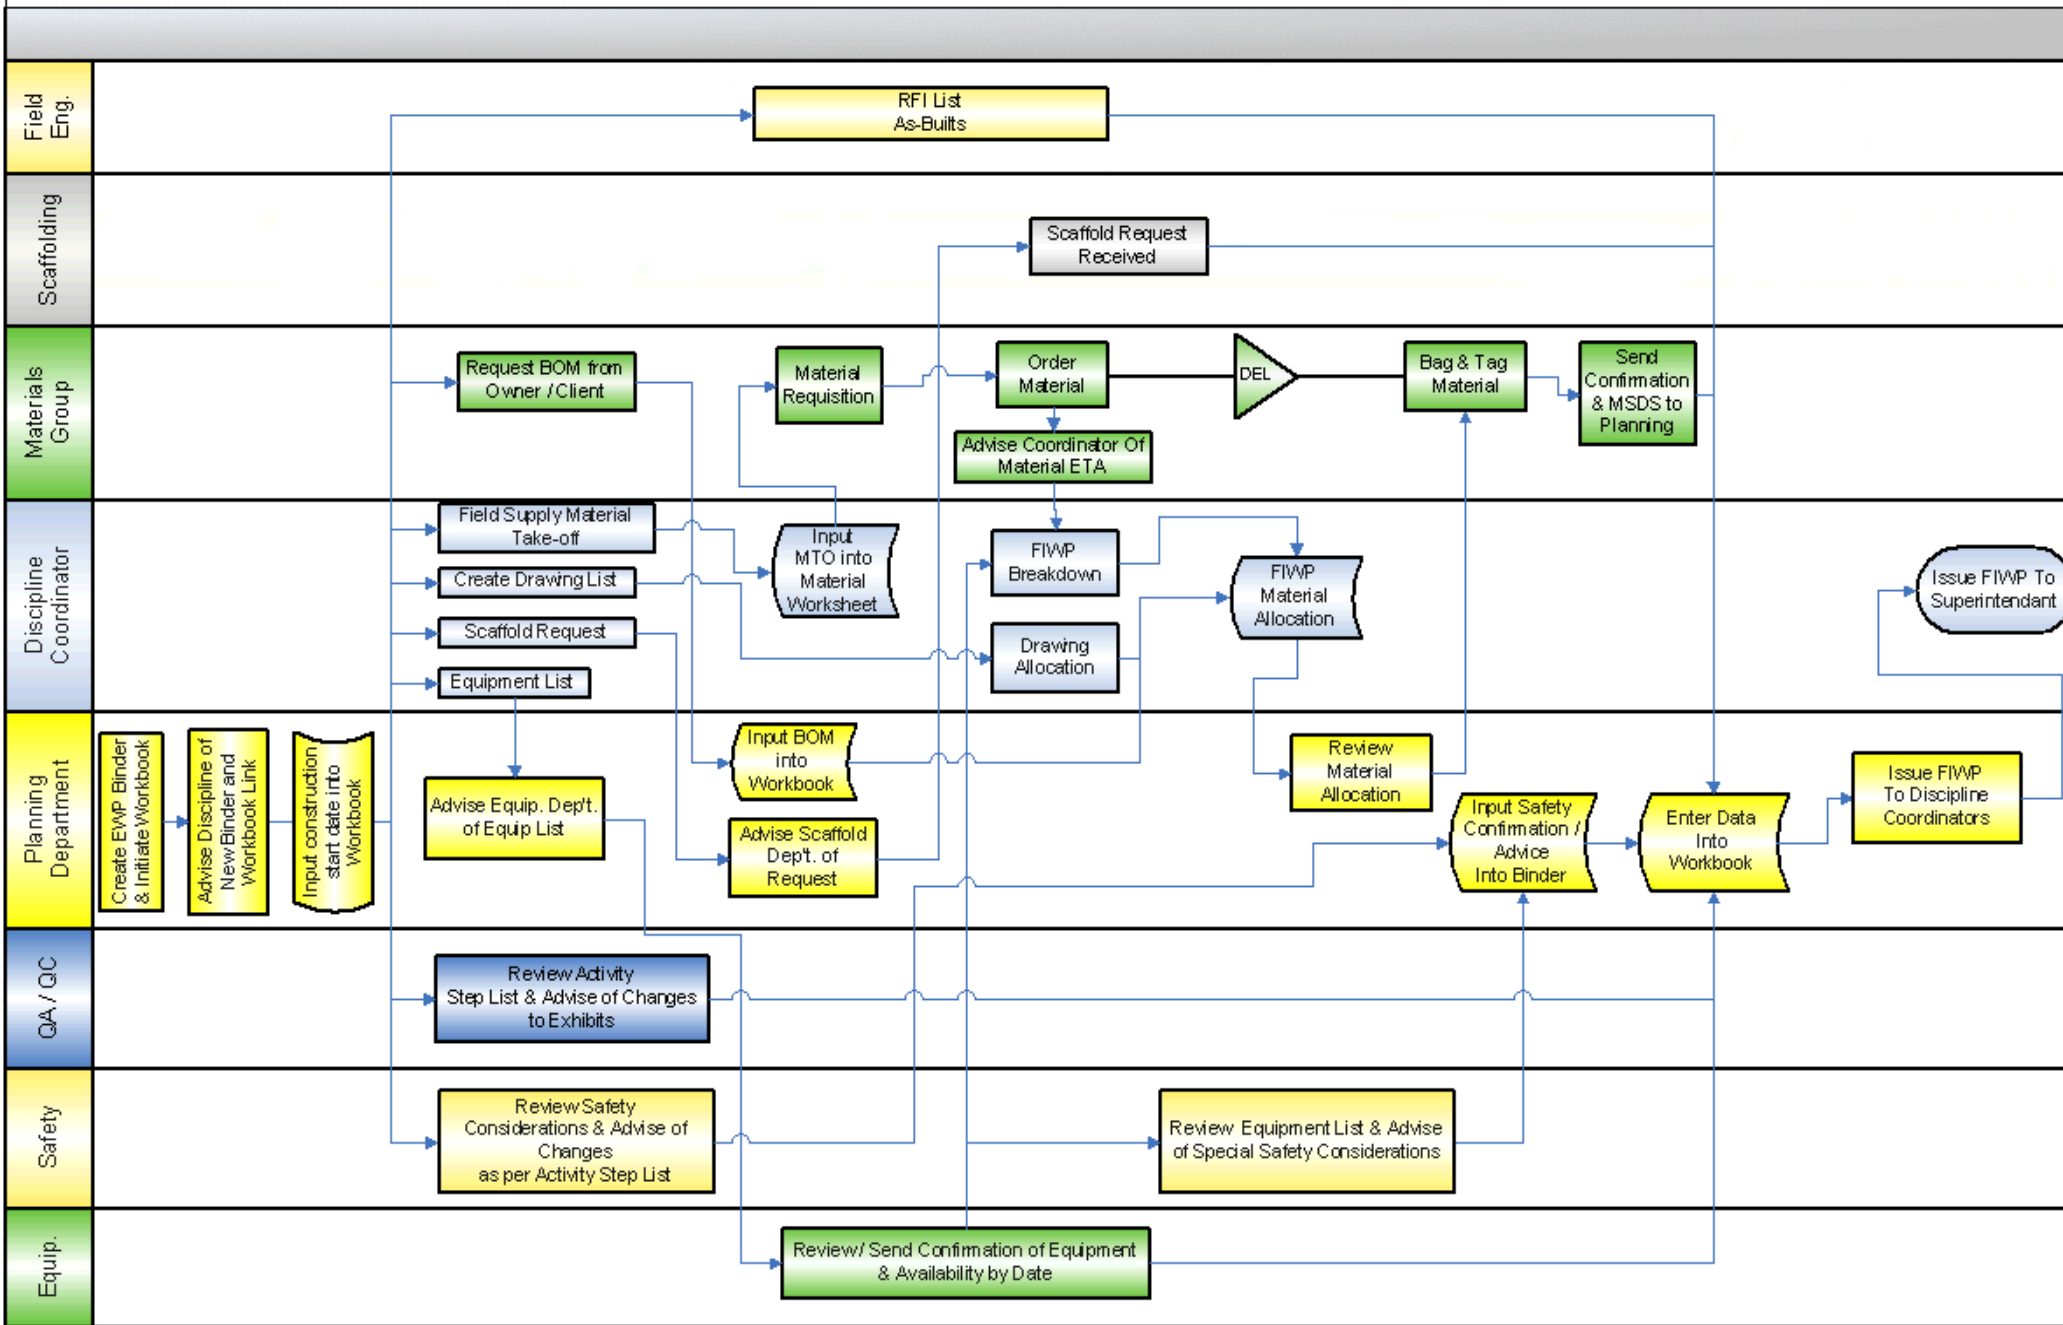 Field
Eng.
RFI List
As-Builts
Scaffolding
Scaffold Request
Received
Materials
Group
Request BOM from
Owner / Client
Material
Requisition
Order
Material
DEL
Bag & Tag
Material
Send
Confirmation
& MSDS to
Planning
Advise Coordinator Of
Material ETA
Discipline
Coordinator
Field Supply Material
Take-off
Create Drawing List
Scaffold Request
Equipment List
Input
MTO into
Material
Worksheet
FIWP
Breakdown
Drawing
Allocation
FIWP
Material
Allocation
Issue FIWP To
Superintendant
Planning
Department
Create EWP Binder
& Initiate Workbook
Advise Discipline of
New Binder and
Workbook Link
Input construction
start date into
Workbook
Advise Equip. Dep't.
of Equip List
Input BOM
into
Workbook
Advise Scaffold
Dep't. of
Request
Review
Material
Allocation
Input Safety
Confirmation /
Advice
Into Binder
Enter Data
Into
Workbook
Issue FIWP
To Discipline
Coordinators
QA / QC
Review Activity
Step List & Advise of Changes
to Exhibits
Safety
Review Safety
Considerations & Advise of
Changes
as per Activity Step List
Review Equipment List & Advise
of Special Safety Considerations
Equip.
Review / Send Confirmation of Equipment
& Availability by Date